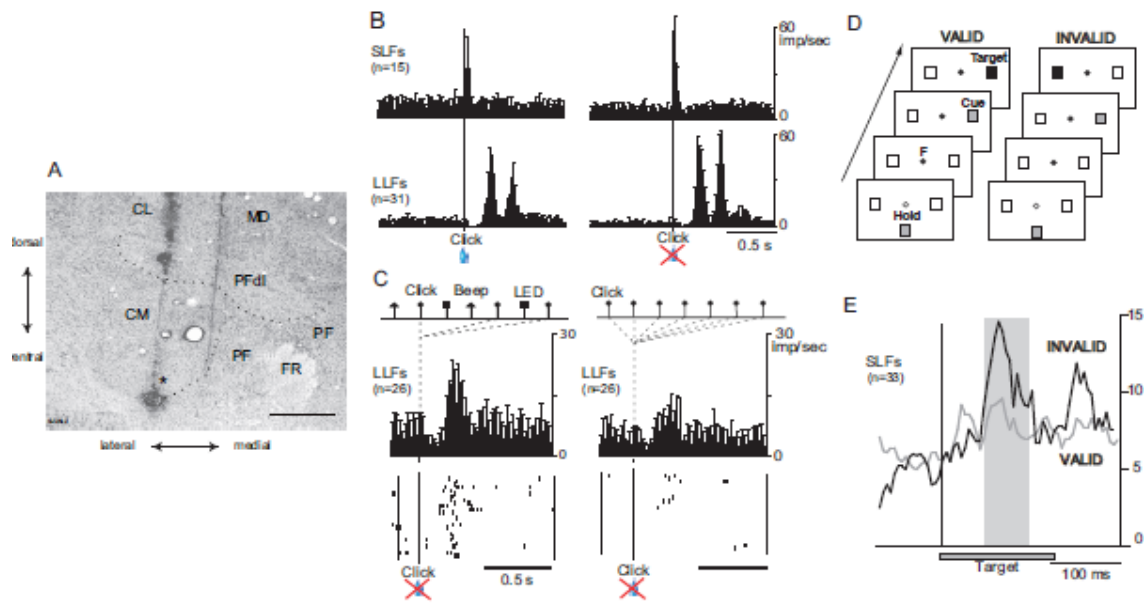 A
CL
MD
dorsal
PFdl
CM
PF
PF
ventral
FR
*
lateral
medial
B
SLFs
(n=15)
60
imp/sec
0
LLFs
(n=31)
60
0
Click
Click
0.5 s
C
Click
Beep
LED
Click
LLFs
(n=26)
30
0
LLFs
(n=26)
30
imp/sec
0
Click
0.5 s
Click
D
VALID
INVALID
Target
Cue
F
Hold
E
SLFs
(n=33)
INVALID
VALID
15
10
5
0
Target
100 ms